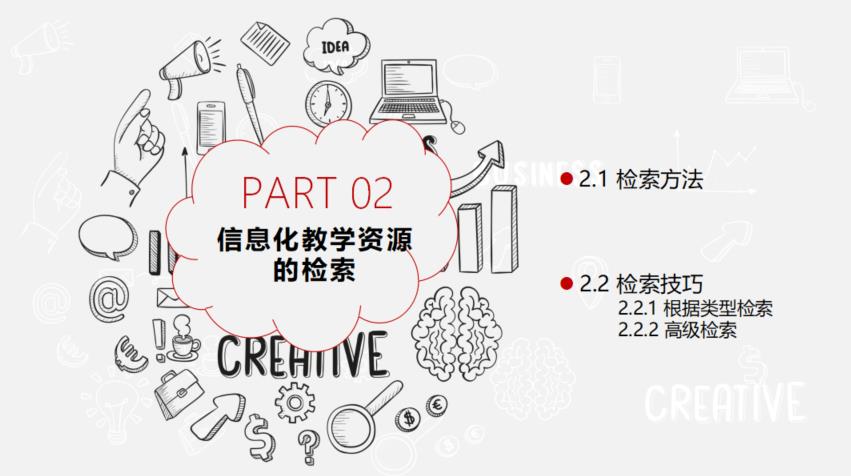 IDEA
PART 02
信息化教学资源
的检索
CREATIVE
BUSINESS
2.1 检索方法
2.2 检索技巧
2.2.1 根据类型检索
2.2.2 高级检索
CREATIVE